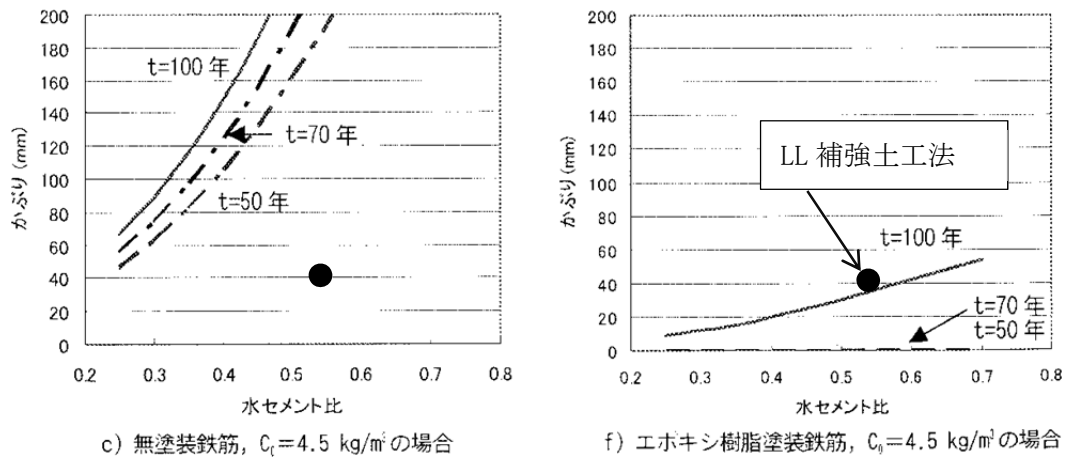 200
180
160
140
120
100
80
60
40
20
0
かぶり(mm)
t=100 年
t=70 年
t=50 年
0.2 0.3 0.4 0.5 0.6 0.7 0.8
水セメント比
c) 無塗装鉄筋, C₀=4.5 kg/m³の場合
200
180
160
140
120
100
80
60
40
20
0
かぶり(mm)
LL 補強土工法
t=100 年
t=70 年
t=50 年
0.2 0.3 0.4 0.5 0.6 0.7 0.8
水セメント比
f) エポキシ樹脂塗装鉄筋, C₀=4.5 kg/m³の場合